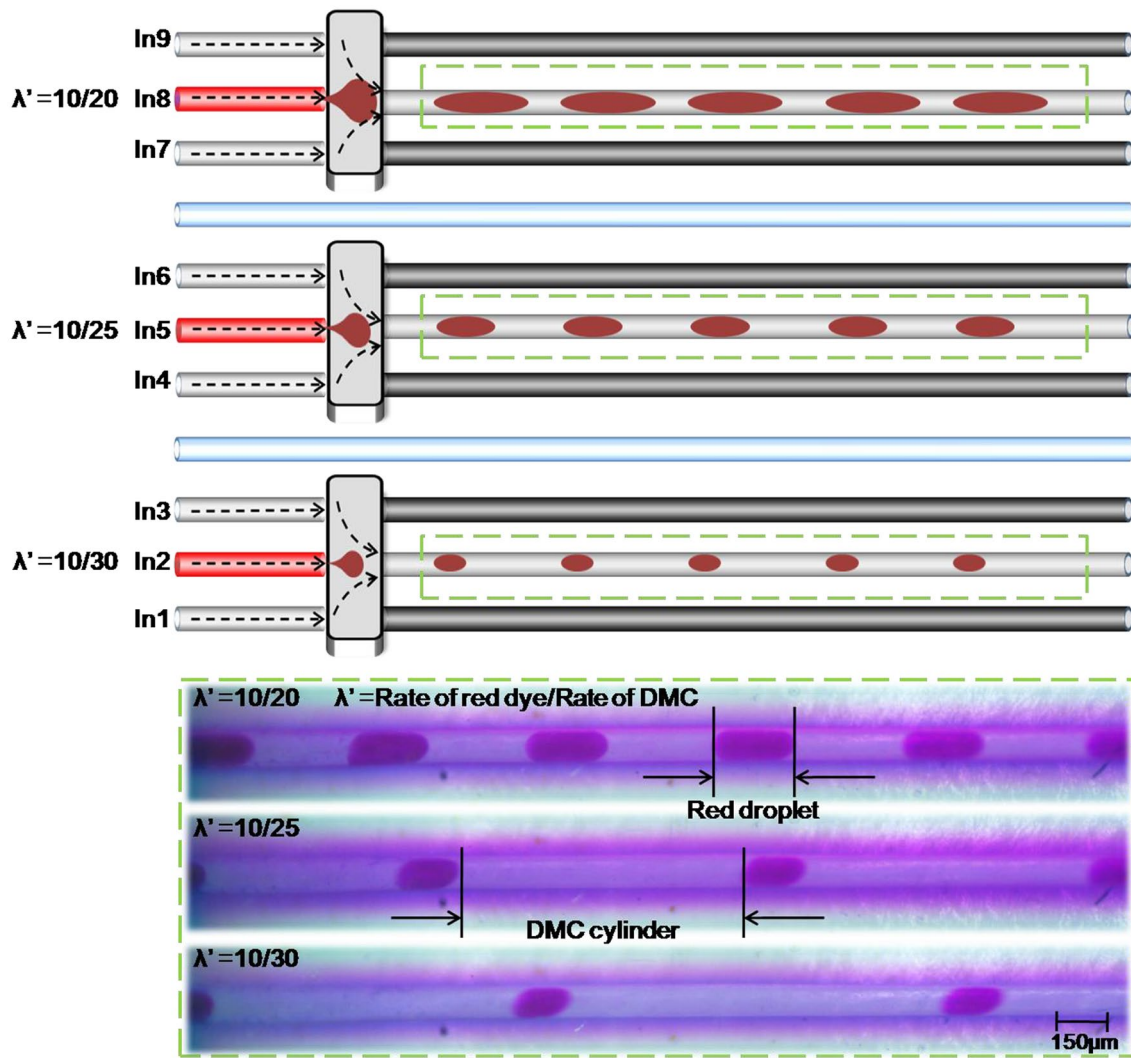 In9
λ' =10/20 In8
In7
In6
λ' =10/25 In5
In4
In3
λ' =10/30 In2
In1
λ' =10/20 λ' =Rate of red dye/Rate of DMC
Red droplet
λ' =10/25
DMC cylinder
λ' =10/30
150μm